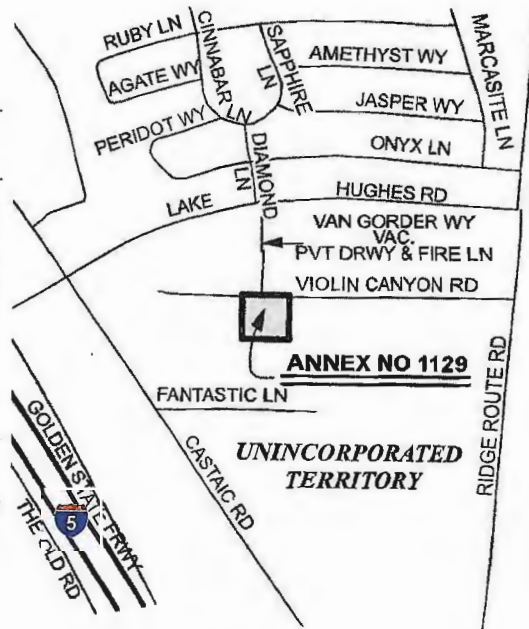 RUBY LN
CINNABAR LN
SAPPHIRE LN
MARCASITE LN
AMETHYST WY
AGATE WY
JASPER WY
PERIDOT WY
ONYX LN
DIAMOND LN
LAKE HUGHES RD
VAN GORDER WY
VAC.
PVT DRWY & FIRE LN
VIOLIN CANYON RD
ANNEX NO 1129
FANTASTIC LN
RIDGE ROUTE RD
GOLDEN STATE FRWY
CASTAIC RD
UNINCORPORATED
TERRITORY
5
THE OLD RD